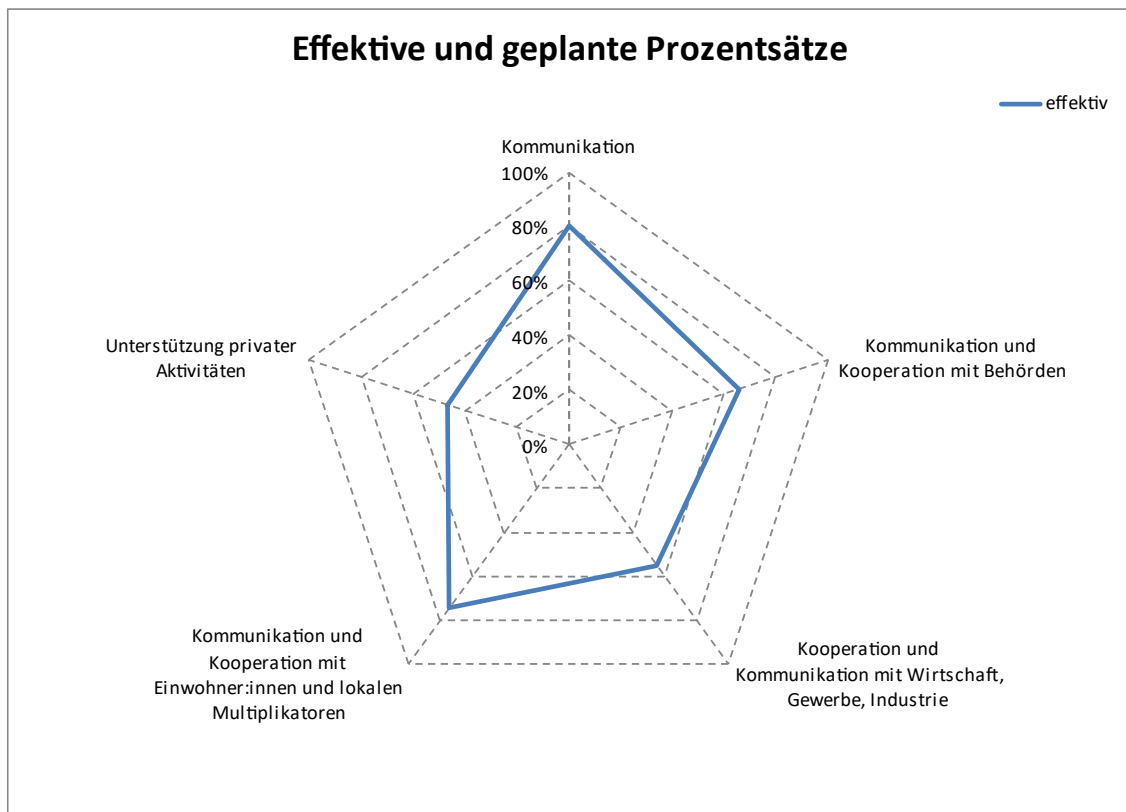 Effektive und geplante Prozentsätze
effektiv
Kommunikation
100%
80%
60%
40%
20%
0%
Kommunikation und
Kooperation mit Behörden
Kooperation und
Kommunikation mit Wirtschaft,
Gewerbe, Industrie
Kommunikation und
Kooperation mit
Einwohner:innen und lokalen
Multiplikatoren
Unterstützung privater
Aktivitäten